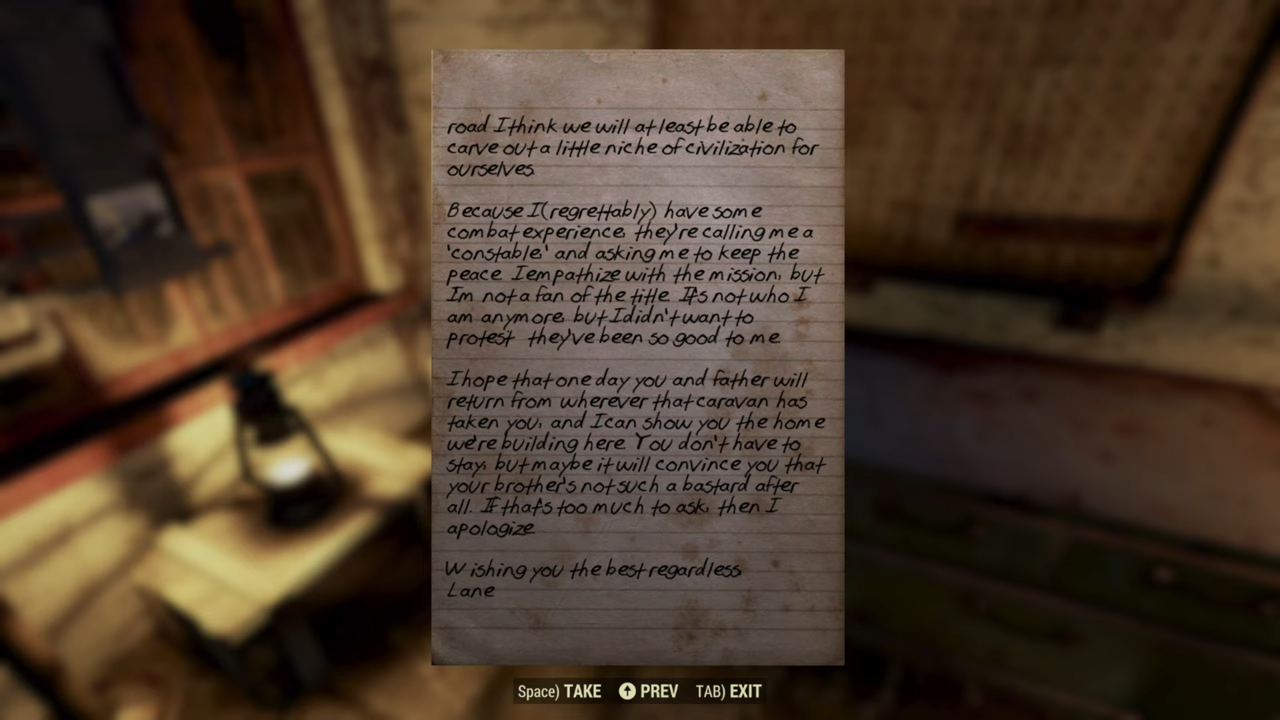 road I think we will at least be able to
carve out a little niche of civilization for
ourselves.
Because I (regrettably) have some
combat experience, they're calling me a
'constable,' and asking me to keep the
peace. I empathize with the mission, but
I'm not a fan of the title. It's not who I
am anymore, but I didn't want to
protest they've been so good to me
I hope that one day you and father will
return from wherever that caravan has
taken you, and I can show you the home
we're building here. You don't have to
stay, but maybe it will convince you that
your brother's not such a bastard after
all. If that's too much to ask, then I
apologize.
Wishing you the best regardless,
Lane
Space) TAKE PREV TAB) EXIT